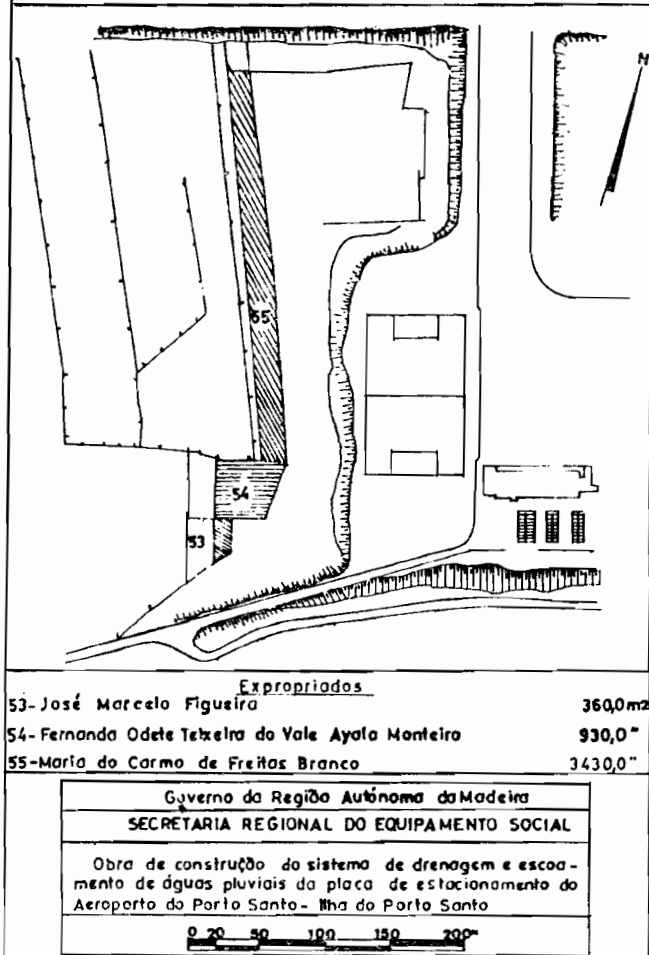 N
55
54
53
Expropriados
53- José Marcelo Figueira 360,0m2
54- Fernanda Odete Teixeira do Vale Ayala Monteiro 930,0"
55-Maria do Carmo de Freitas Branco 3430,0"
Governo da Região Autónoma da Madeira
SECRETARIA REGIONAL DO EQUIPAMENTO SOCIAL
Obra de construção do sistema de drenagem e escoa-
mento de águas pluviais da placa de estacionamento do
Aeroporto do Porto Santo- Ilha do Porto Santo
0 20 50 100 150 200m